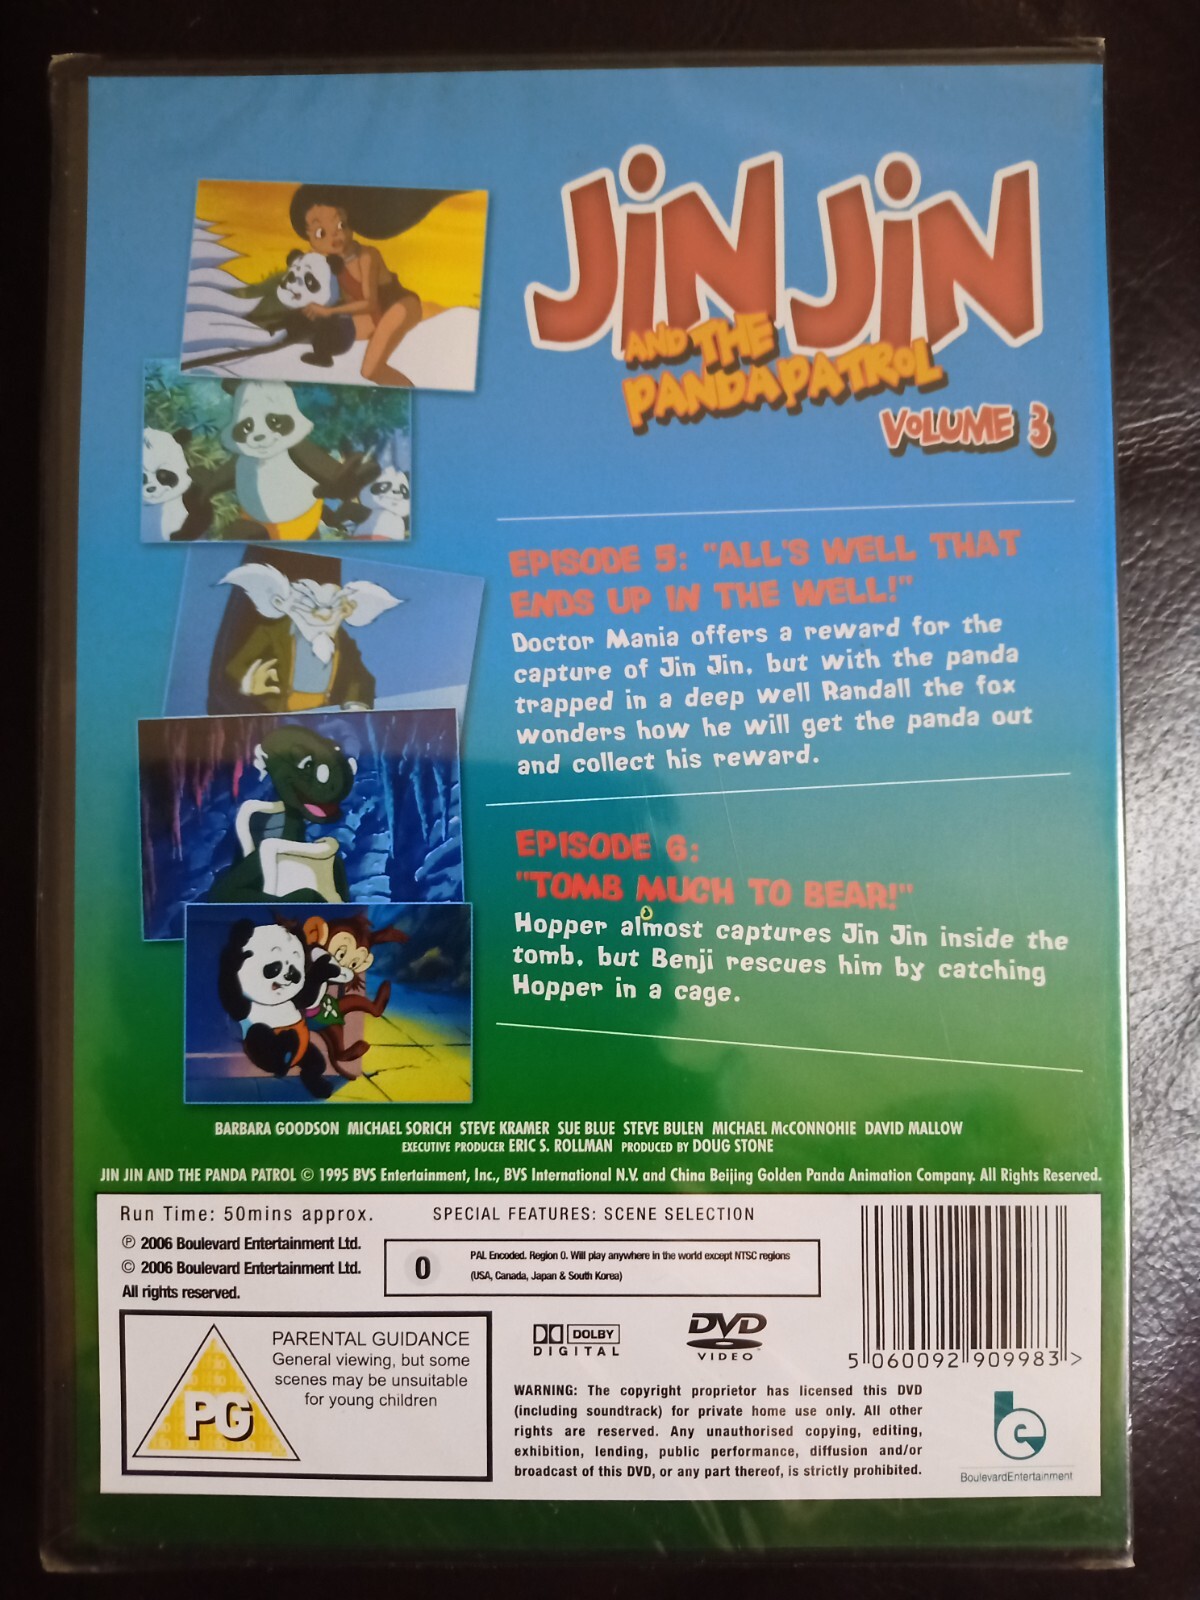 JiN JiN
AND THE
PANDA PATROL
VOLUME 3
EPISODE 5: "ALL'S WELL THAT
ENDS UP IN THE WELL!"
Doctor Mania offers a reward for the
capture of Jin Jin, but with the panda
trapped in a deep well Randall the fox
wonders how he will get the panda out
and collect his reward.
EPISODE 6:
"TOMB MUCH TO BEAR!"
Hopper almost captures Jin Jin inside the
tomb, but Benji rescues him by catching
Hopper in a cage.
BARBARA GOODSON MICHAEL SORICH STEVE KRAMER SUE BLUE STEVE BULEN MICHAEL McCONNOHIE DAVID MALLOW
EXECUTIVE PRODUCER ERIC S. ROLLMAN PRODUCED BY DOUG STONE
JIN JIN AND THE PANDA PATROL © 1995 BVS Entertainment, Inc., BVS International N.V. and China Beijing Golden Panda Animation Company. All Rights Reserved.
Run Time: 50mins approx.
SPECIAL FEATURES: SCENE SELECTION
℗ 2006 Boulevard Entertainment Ltd.
© 2006 Boulevard Entertainment Ltd.
All rights reserved.
0
PAL Encoded. Region 0. Will play anywhere in the world except NTSC regions
(USA, Canada, Japan & South Korea)
PG
PARENTAL GUIDANCE
General viewing, but some
scenes may be unsuitable
for young children
DOLBY
DIGITAL
DVD
VIDEO
5 060092 909983 >
WARNING: The copyright proprietor has licensed this DVD
(including soundtrack) for private home use only. All other
rights are reserved. Any unauthorised copying, editing,
exhibition, lending, public performance, diffusion and/or
broadcast of this DVD, or any part thereof, is strictly prohibited.
be
BoulevardEntertainment